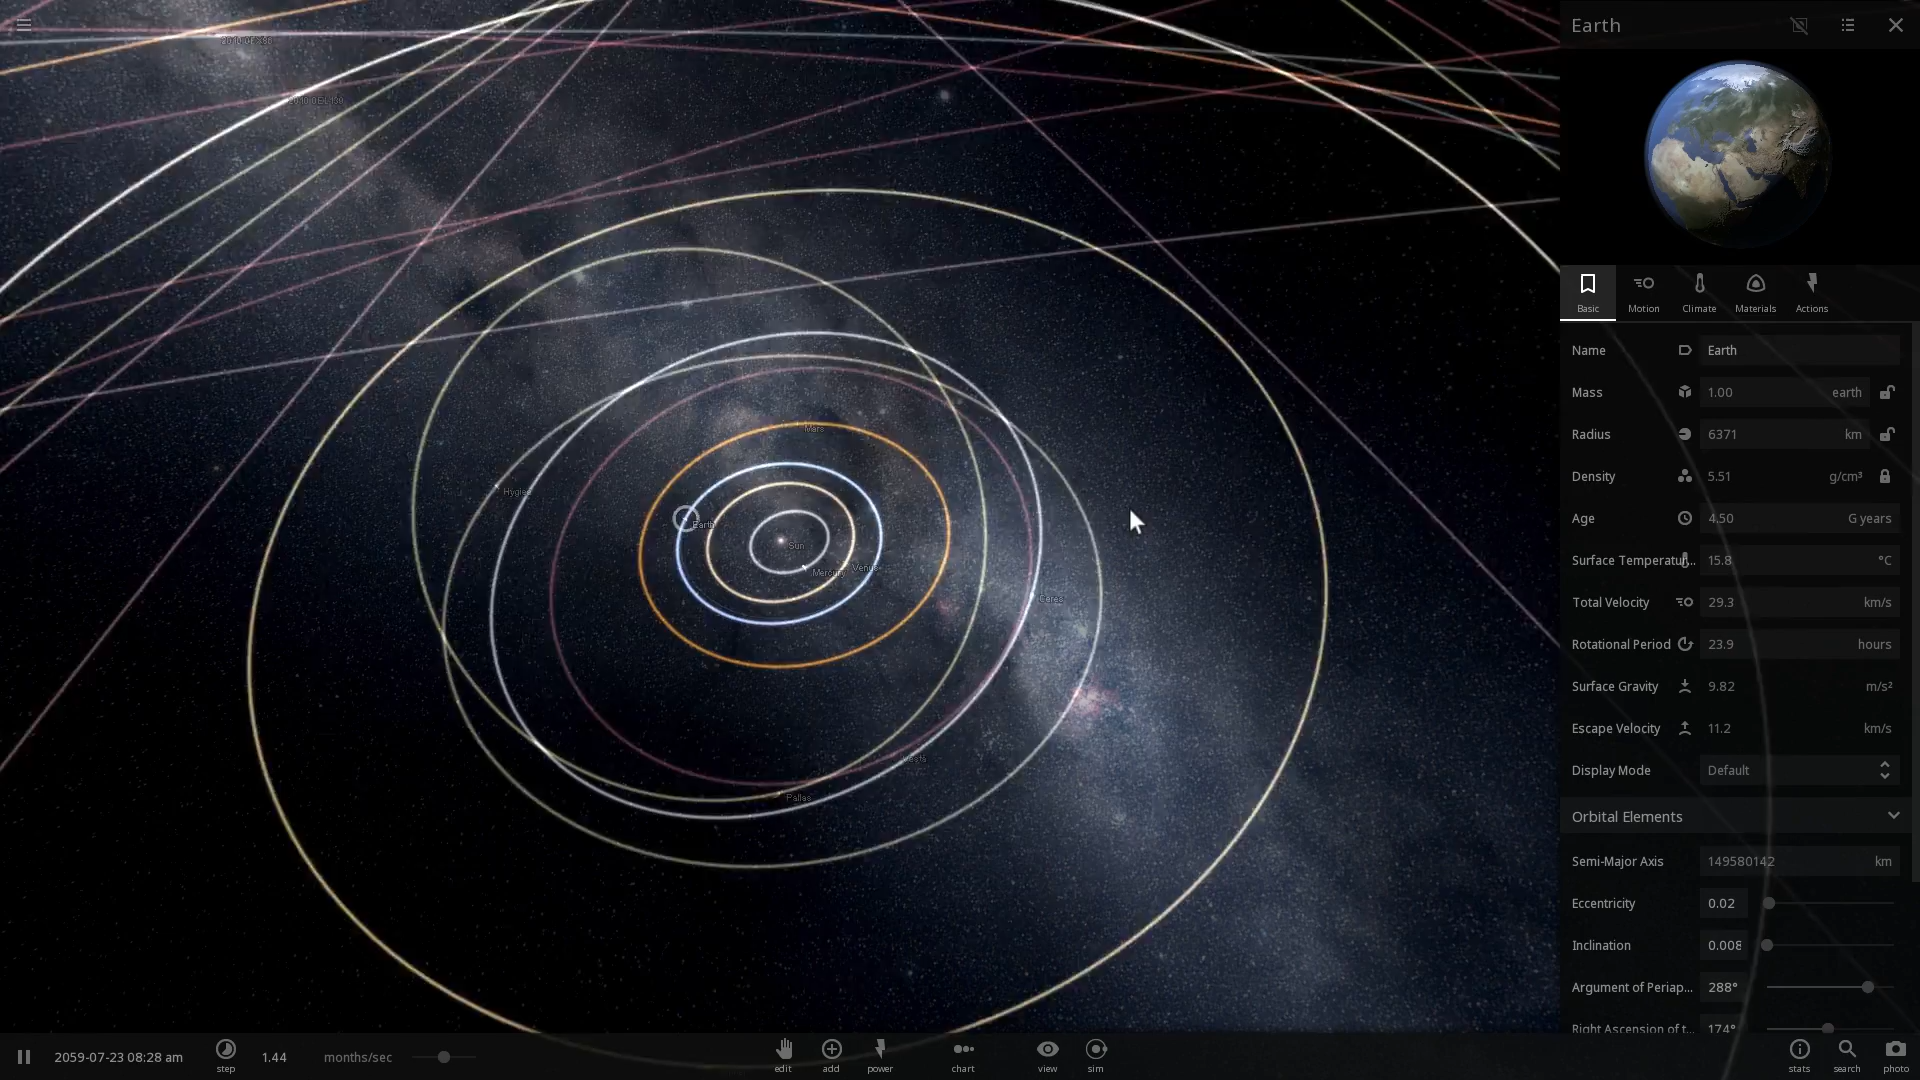 Earth
2010 OEL139
Mars
Hygiea
Earth
Sun
Mercury
Venus
Ceres
Vesta
Pallas
Basic
Motion
Climate
Materials
Actions
Name Earth
Mass 1.00 earth
Radius 6371 km
Density 5.51 g/cm³
Age 4.50 G years
Surface Temperatur... 15.8 °C
Total Velocity 29.3 km/s
Rotational Period 23.9 hours
Surface Gravity 9.82 m/s²
Escape Velocity 11.2 km/s
Display Mode Default
Orbital Elements
Semi-Major Axis 149580142 km
Eccentricity 0.02
Inclination 0.008
Argument of Periap... 288°
Right Ascension of t... 174°
2059-07-23 08:28 am
step
1.44 months/sec
edit
add
power
chart
view
sim
stats
search
photo